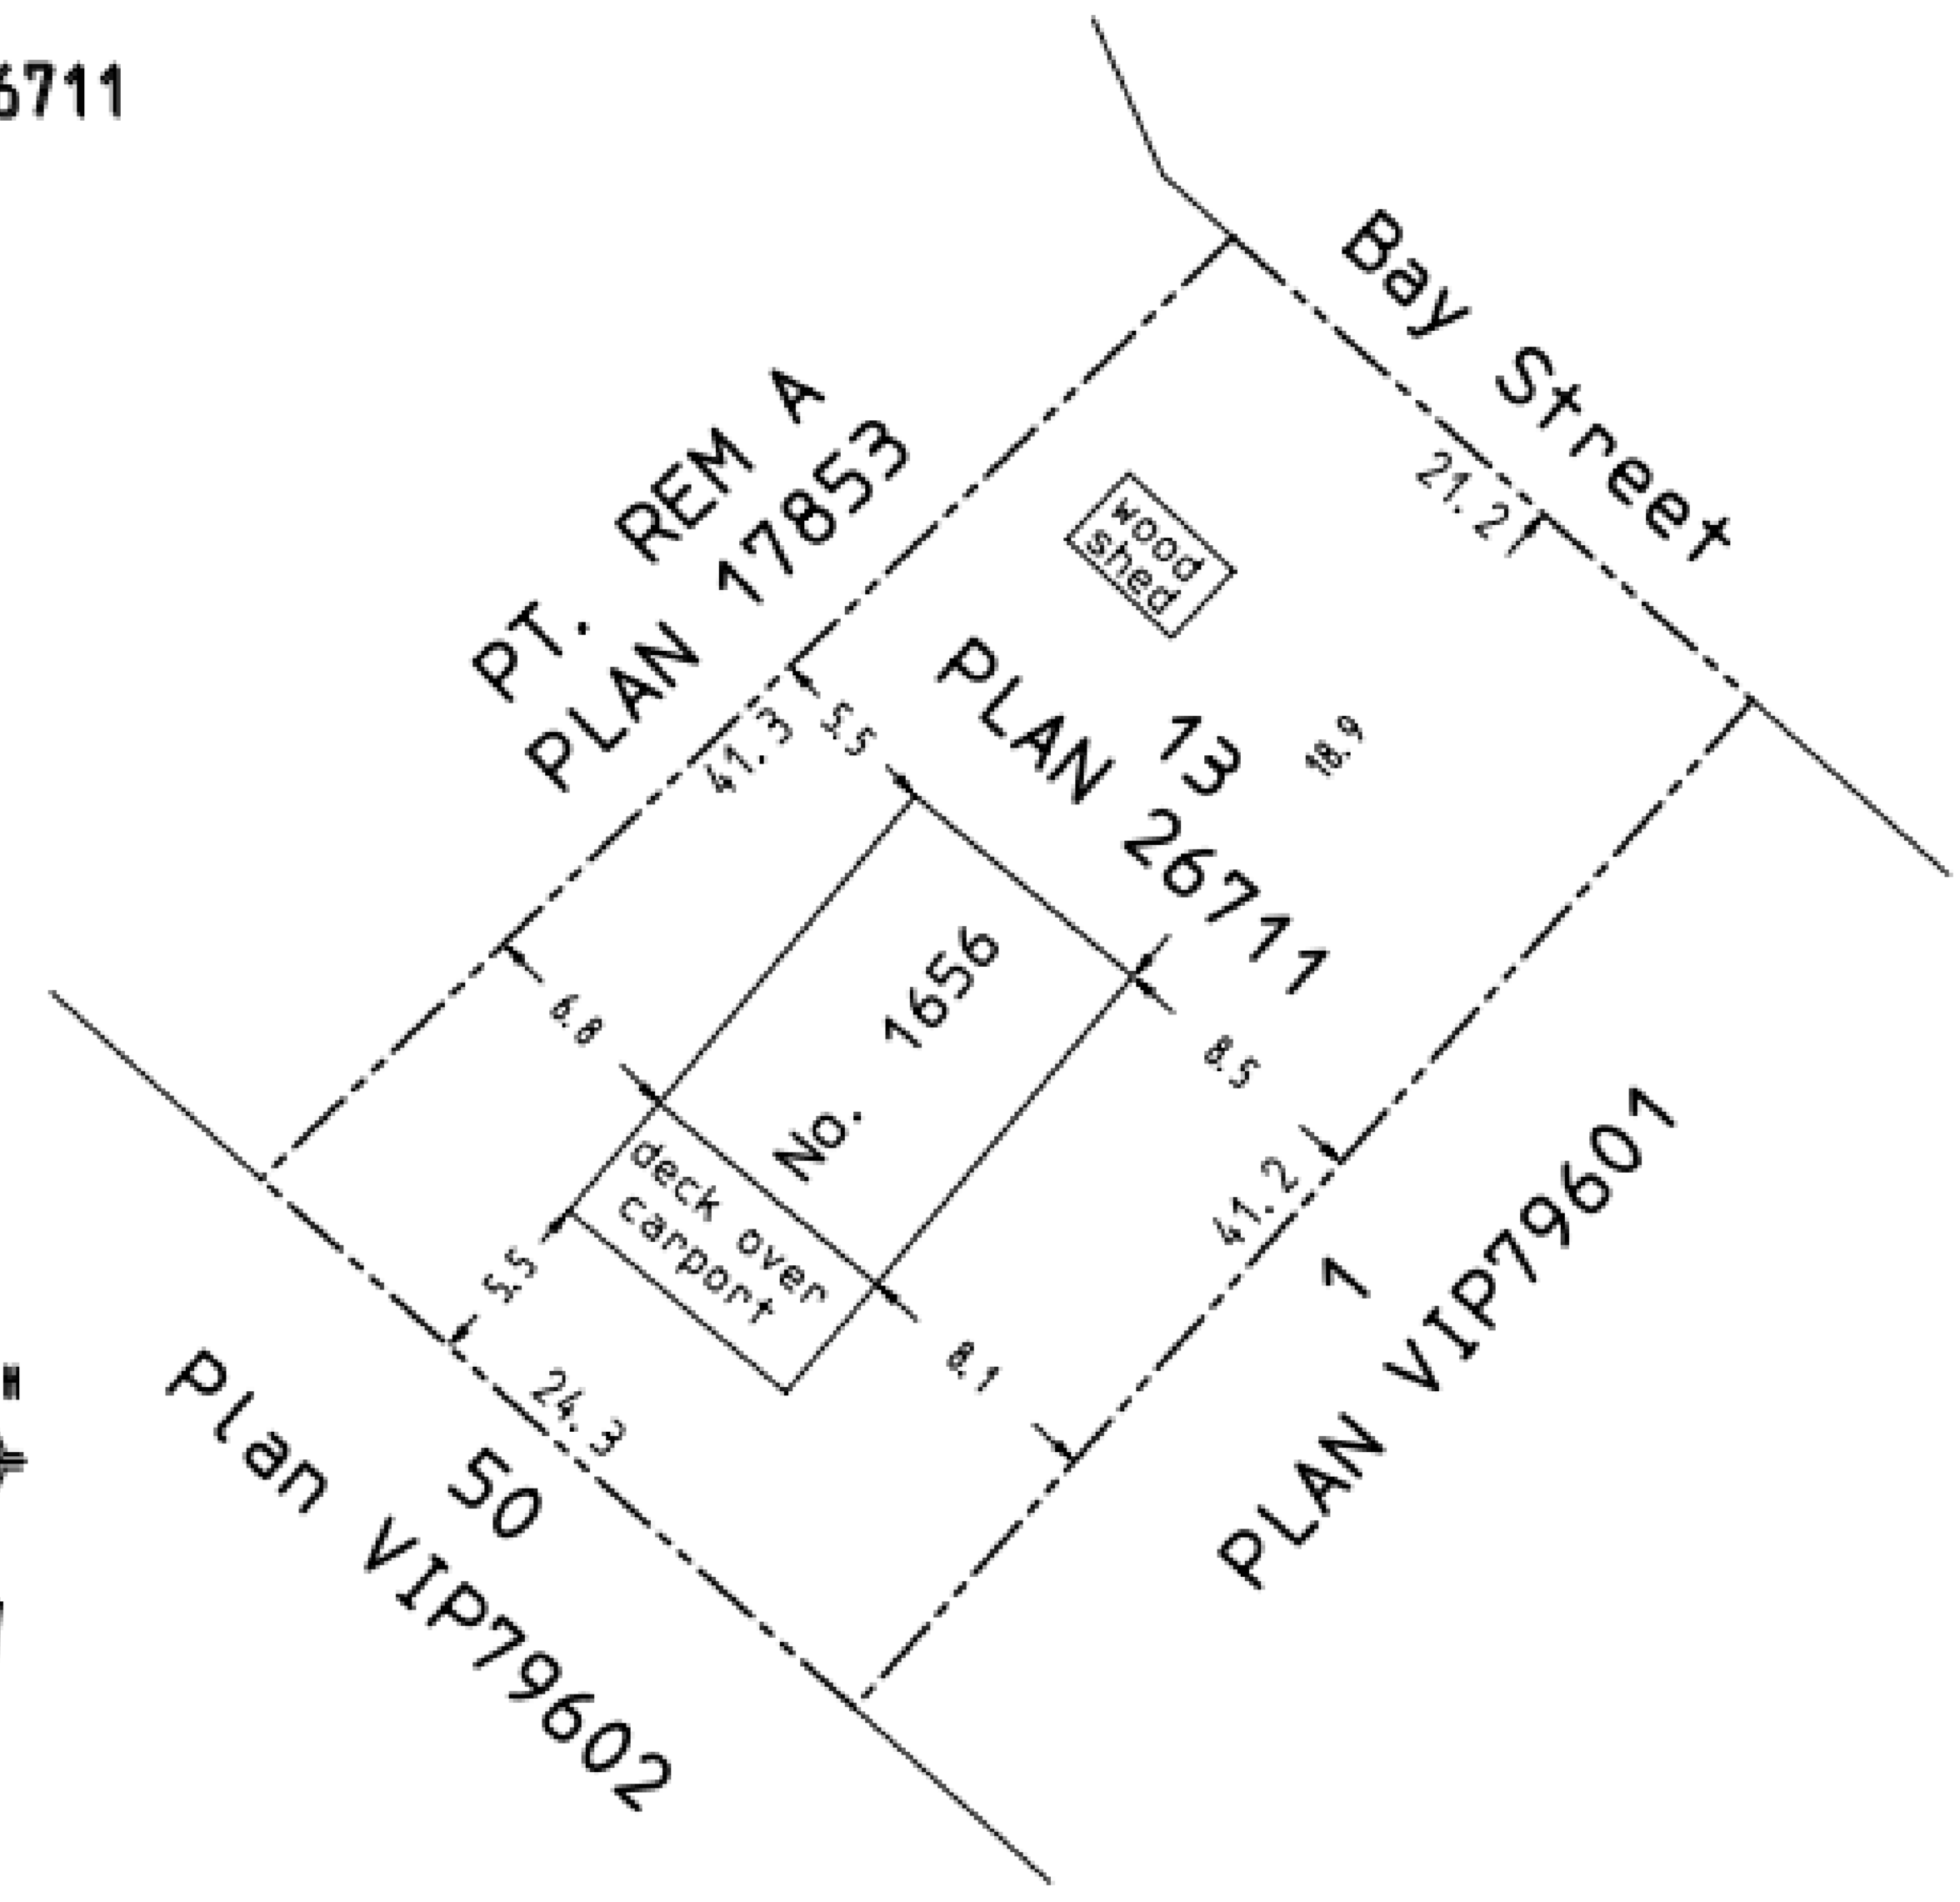 6711
Bay Street
21.2
PT. REM A
PLAN 17853
wood
shed
41.3
5.5
13
PLAN 26711
18.9
No. 1656
6.8
8.5
deck over
carport
5.5
8.1
41.2
1
PLAN VIP79601
24.3
50
Plan VIP79602